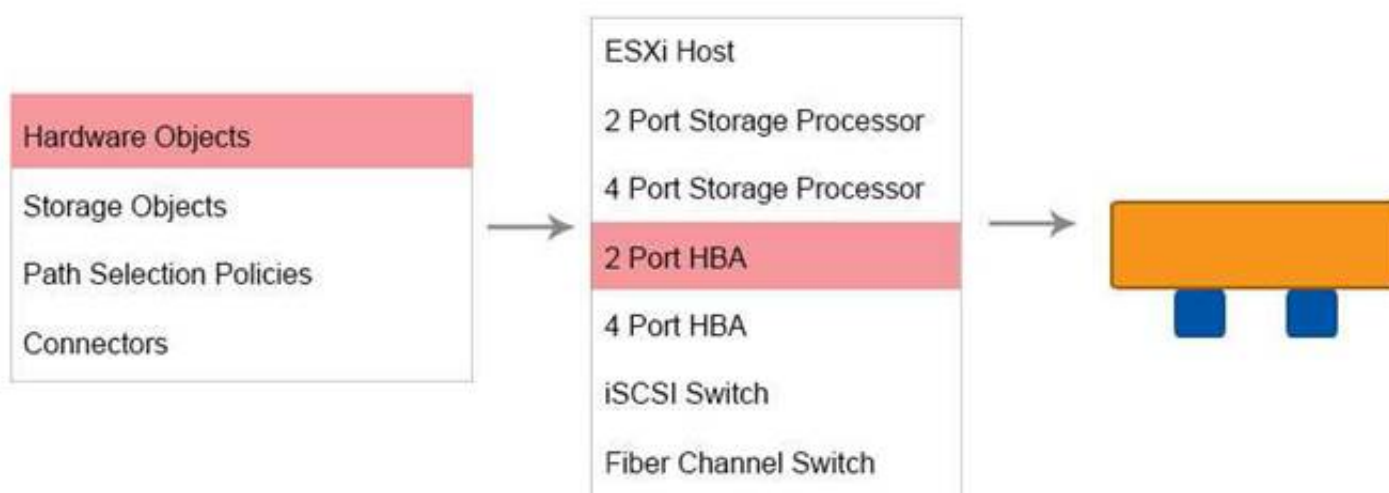 Hardware Objects
Storage Objects
Path Selection Policies
Connectors
ESXi Host
2 Port Storage Processor
4 Port Storage Processor
2 Port HBA
4 Port HBA
iSCSI Switch
Fiber Channel Switch